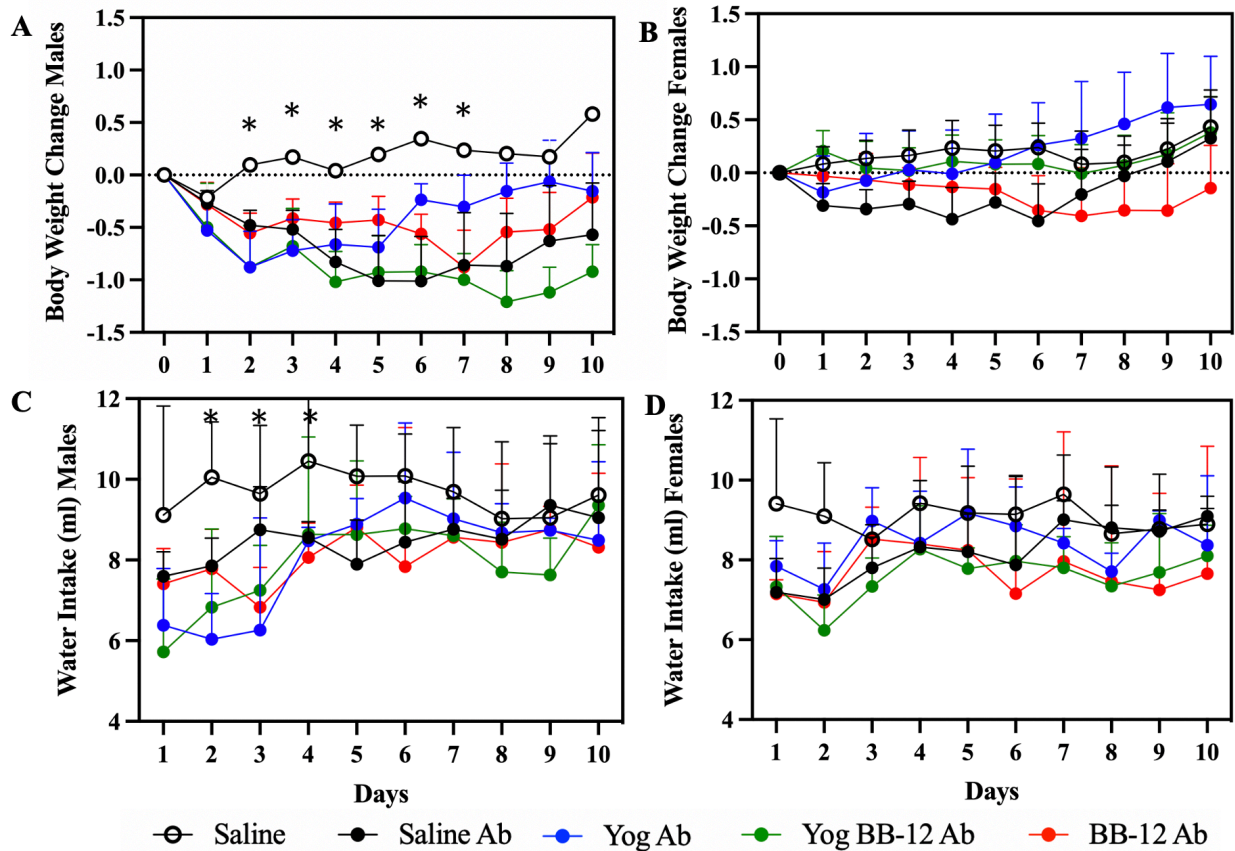 A
Body Weight Change Males
1.5
1.0
0.5
0.0
-0.5
-1.0
-1.5
* * * * * *
0 1 2 3 4 5 6 7 8 9 10
B
Body Weight Change Females
1.5
1.0
0.5
0.0
-0.5
-1.0
-1.5
0 1 2 3 4 5 6 7 8 9 10
C
Water Intake (ml) Males
12
10
8
6
4
* * *
1 2 3 4 5 6 7 8 9 10
Days
D
Water Intake (ml) Females
12
10
8
6
4
1 2 3 4 5 6 7 8 9 10
Days
Saline Saline Ab Yog Ab Yog BB-12 Ab BB-12 Ab